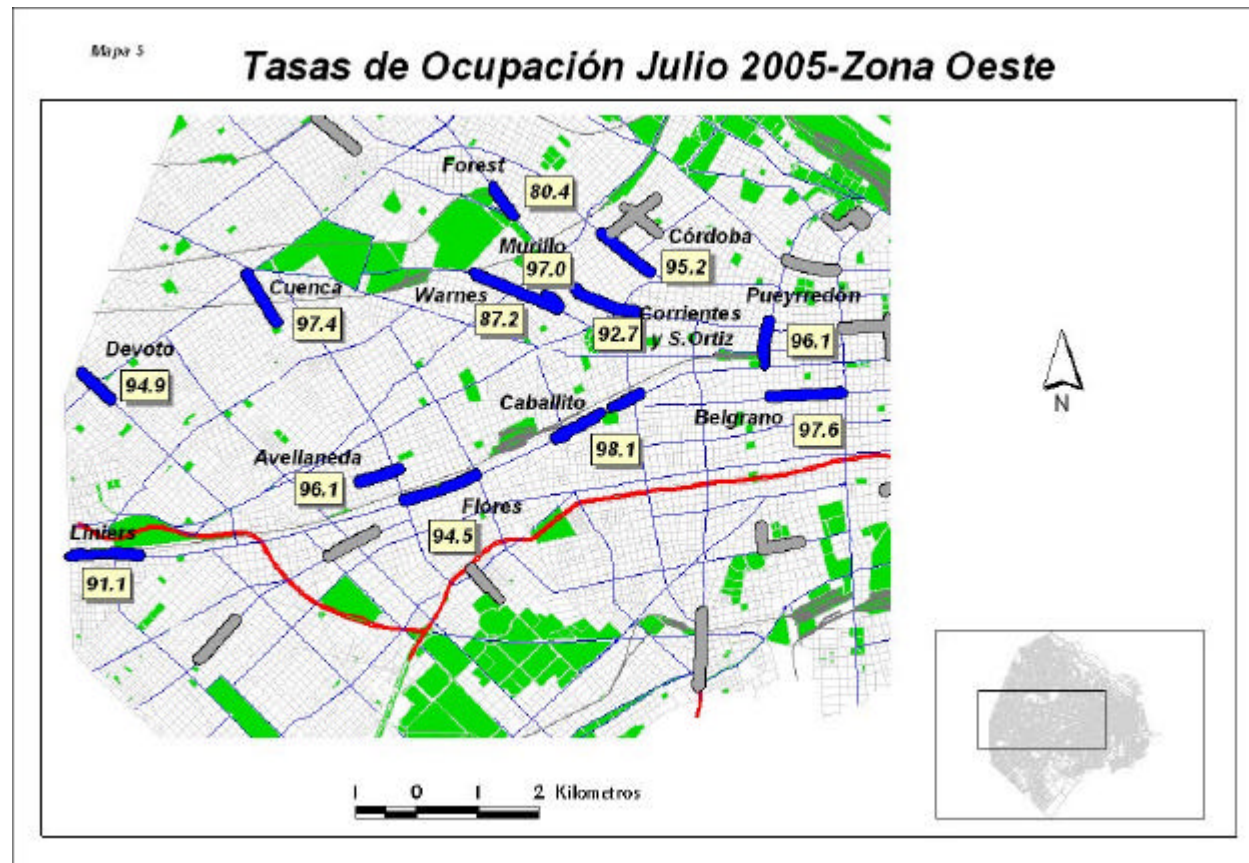 Mapa 5
Tasas de Ocupación Julio 2005-Zona Oeste
Forest
80.4
Murillo
97.0
Córdoba
95.2
Cuenca
97.4
Warnes
87.2
92.7
Corrientes
y S.Ortiz
Pueyrredón
96.1
Devoto
94.9
Caballito
98.1
Belgrano
97.6
Avellaneda
96.1
Flores
94.5
Liniers
91.1
N
1 0 1 2 Kilometros